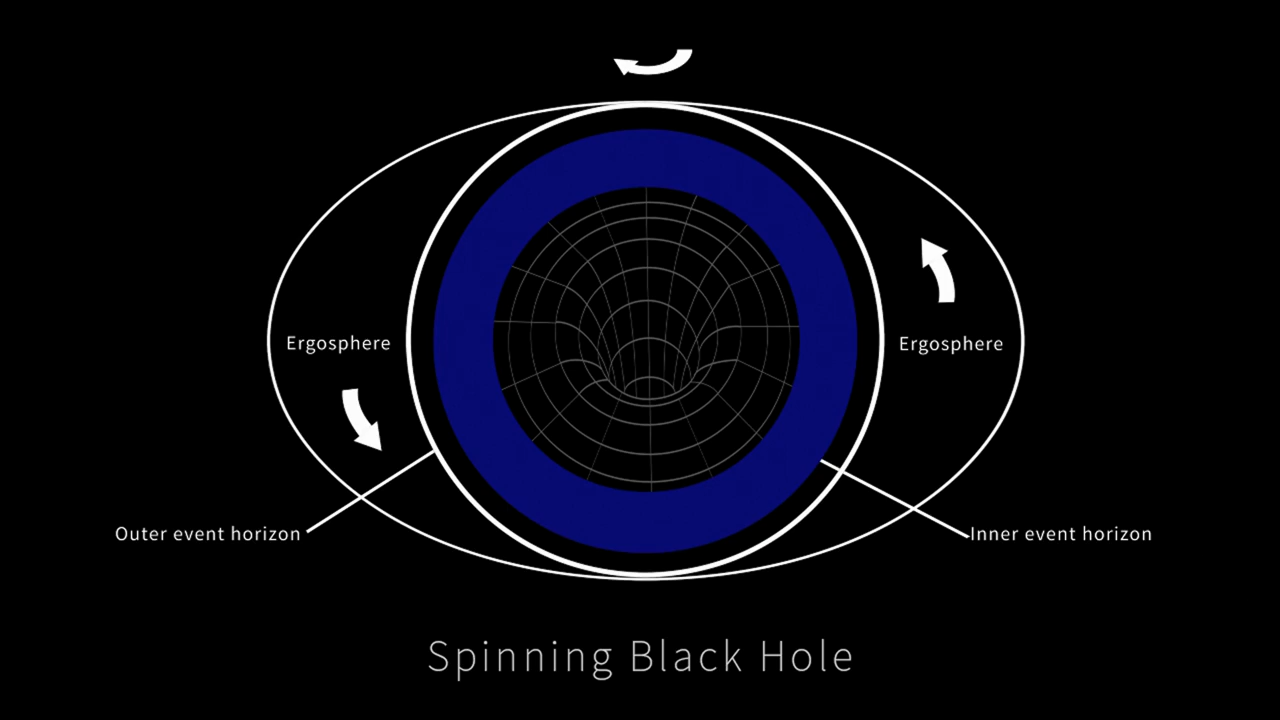 Ergosphere
Ergosphere
Outer event horizon
Inner event horizon
Spinning Black Hole